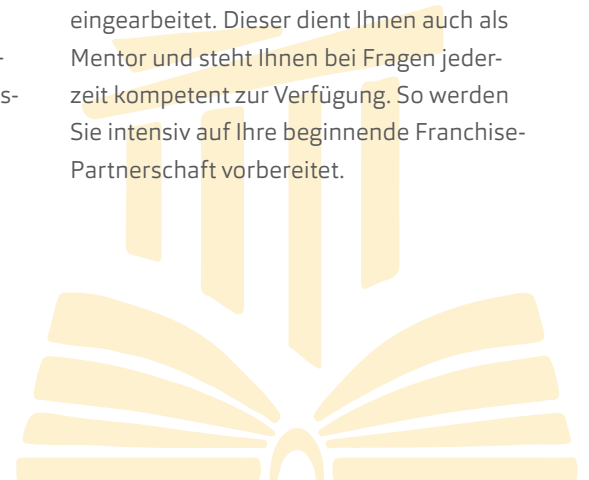 eingearbeitet. Dieser dient Ihnen auch als
-
Mentor und steht Ihnen bei Fragen jeder-
s-
zeit kompetent zur Verfügung. So werden
Sie intensiv auf Ihre beginnende Franchise-
Partnerschaft vorbereitet.